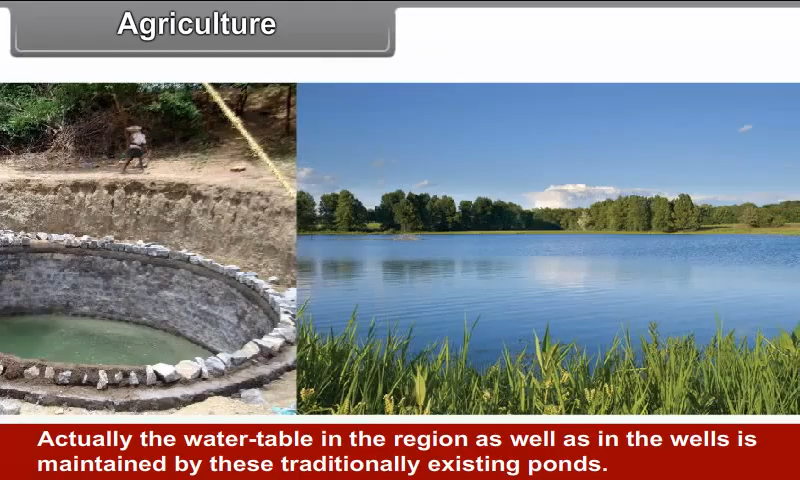 Agriculture
Actually the water-table in the region as well as in the wells is
maintained by these traditionally existing ponds.